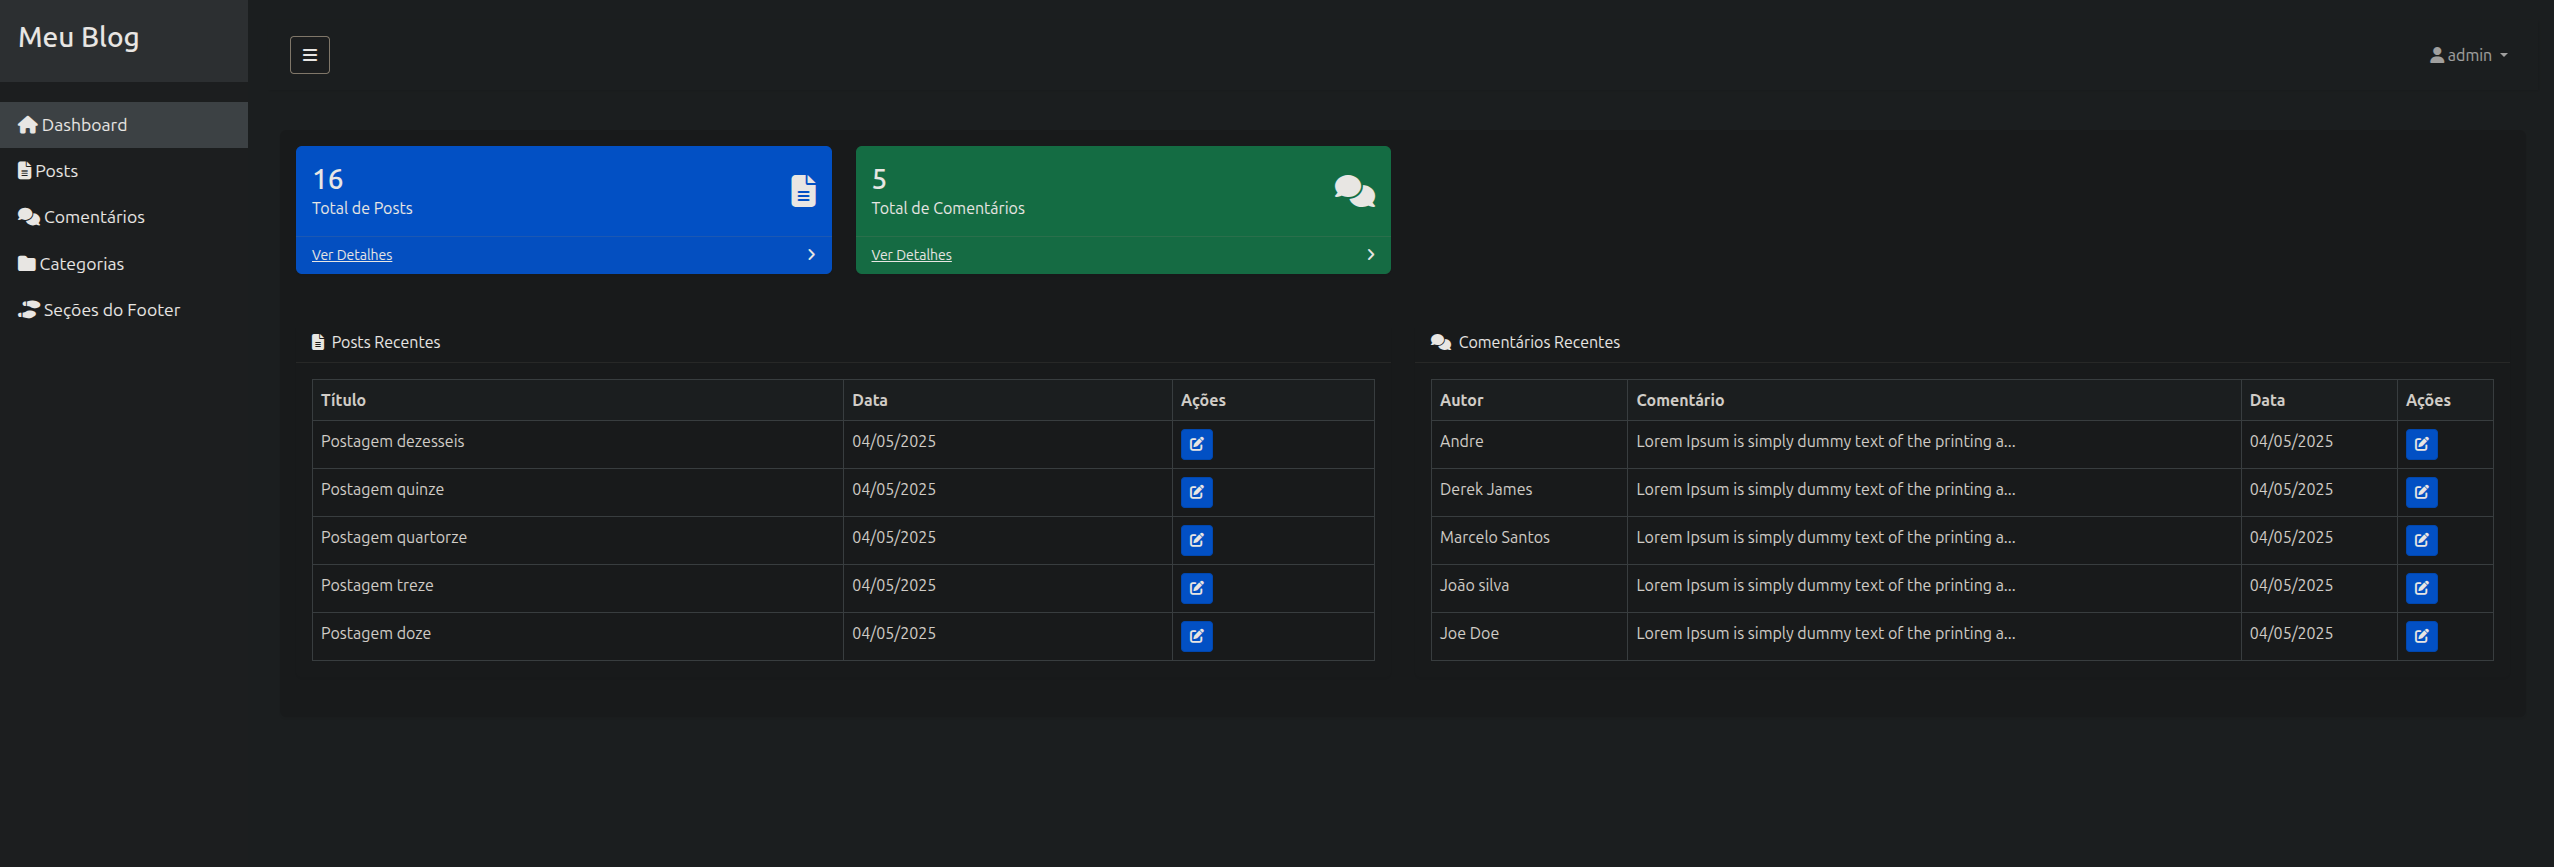 Meu Blog
admin
Dashboard
Posts
Comentários
Categorias
Seções do Footer
16
Total de Posts
Ver Detalhes
5
Total de Comentários
Ver Detalhes
Posts Recentes
Título Data Ações
Postagem dezesseis 04/05/2025
Postagem quinze 04/05/2025
Postagem quartorze 04/05/2025
Postagem treze 04/05/2025
Postagem doze 04/05/2025
Comentários Recentes
Autor Comentário Data Ações
Andre Lorem Ipsum is simply dummy text of the printing a... 04/05/2025
Derek James Lorem Ipsum is simply dummy text of the printing a... 04/05/2025
Marcelo Santos Lorem Ipsum is simply dummy text of the printing a... 04/05/2025
João silva Lorem Ipsum is simply dummy text of the printing a... 04/05/2025
Joe Doe Lorem Ipsum is simply dummy text of the printing a... 04/05/2025